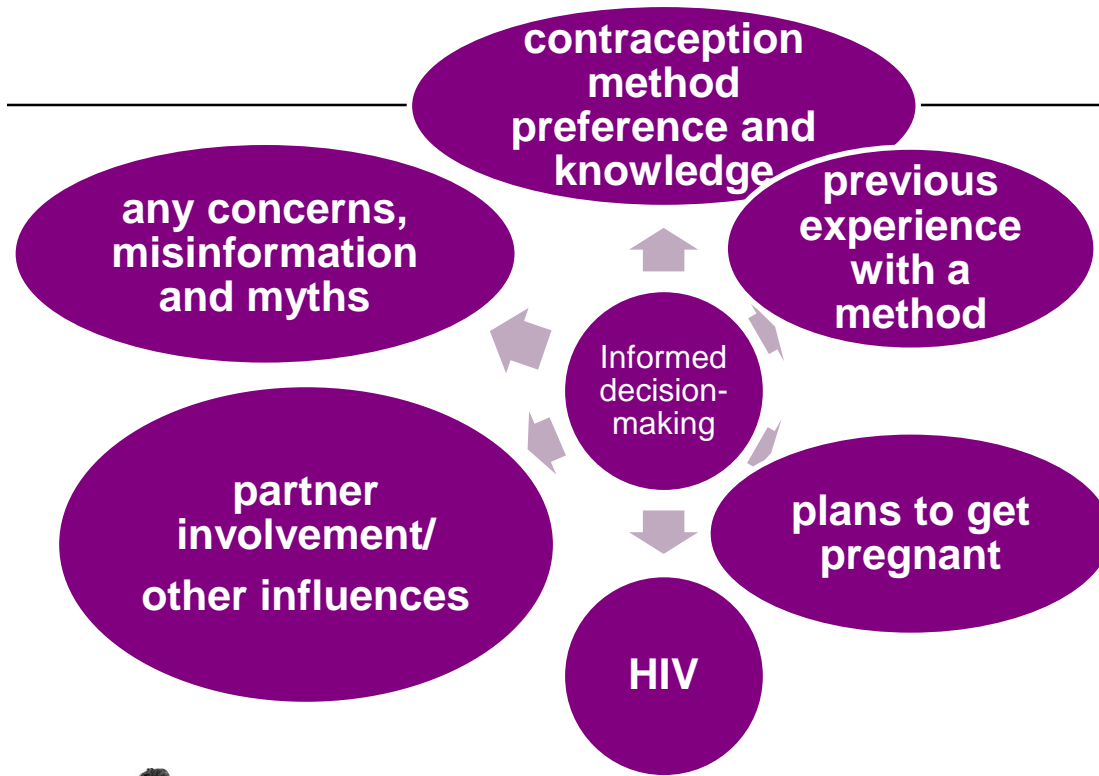 contraception
method
preference and
knowledge
previous
experience
with a
method
any concerns,
misinformation
and myths
Informed
decision-
making
partner
involvement/
other influences
plans to get
pregnant
HIV